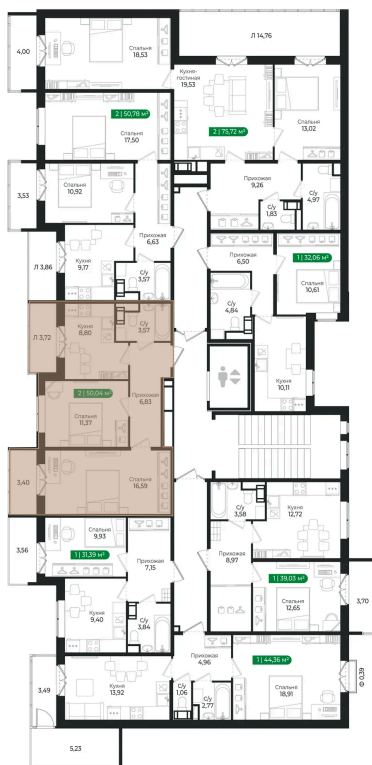 Л 14,76
4,00
Спальня
18,53
Кухня-
гостиная
19,53
2 | 50,78 м²
Спальня
17,50
2 | 75,72 м²
Спальня
13,02
3,53
Спальня
10,92
Прихожая
9,26
С/у
4,97
С/у
1,83
Прихожая
6,63
Л 3,86
Кухня
9,17
С/у
3,57
Прихожая
6,50
1 | 32,06 м²
Спальня
10,61
С/у
4,84
Л 3,72
Кухня
8,80
С/у
3,57
Кухня
10,11
2 | 50,04 м²
Спальня
11,37
Прихожая
6,83
3,40
Спальня
16,59
С/у
3,58
Кухня
12,72
Спальня
9,93
3,56
1 | 31,39 м²
Прихожая
7,15
Прихожая
8,97
1 | 39,03 м²
Спальня
12,65
3,70
Кухня
9,40
С/у
3,84
Прихожая
4,96
1 | 44,36 м²
3,49
Кухня
13,92
С/у
1,06
С/у
2,77
Спальня
18,91
Ф 0,39
5,23